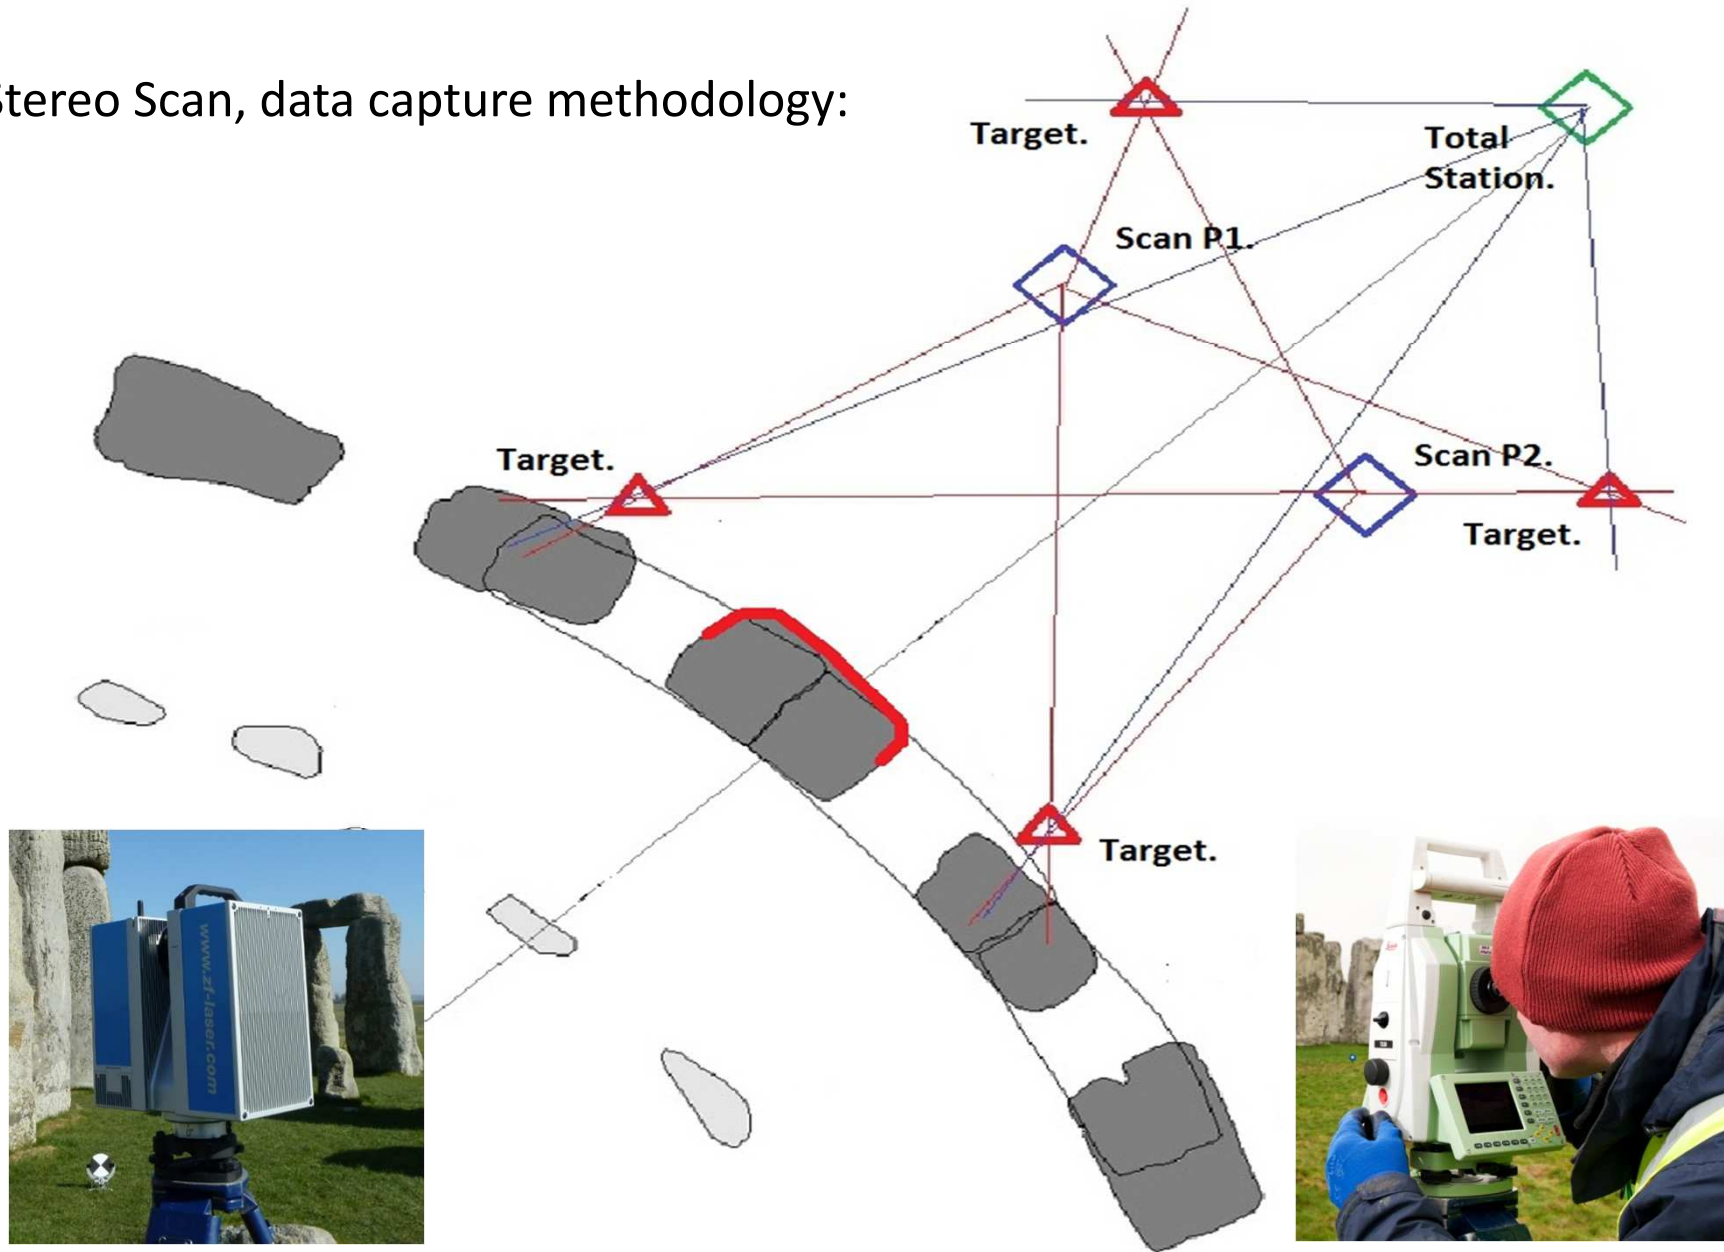 Stereo Scan, data capture methodology:
Target.
Total
Station.
Scan P1.
Target.
Scan P2.
Target.
Target.
www.zf-laser.com